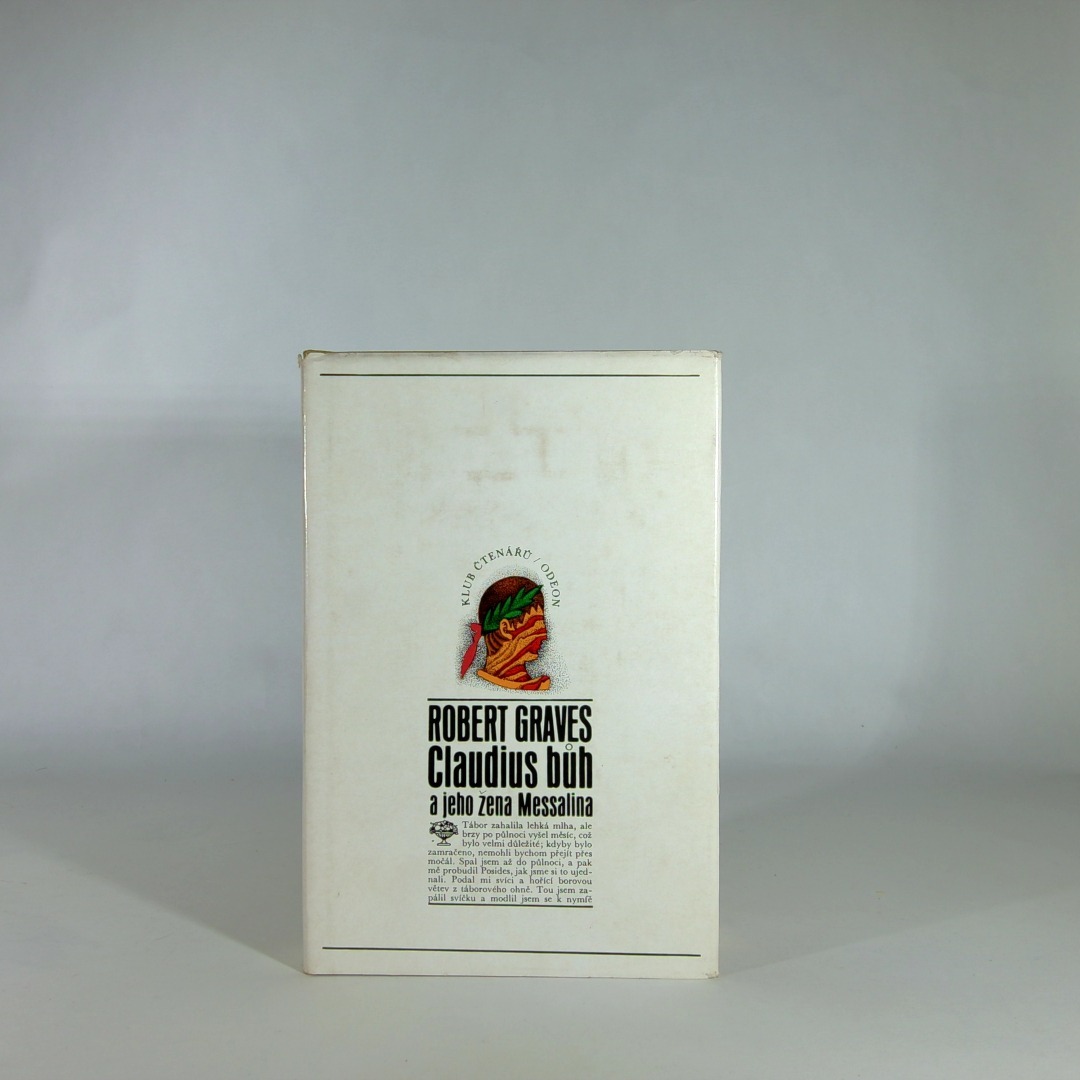 KLUB ČTENÁŘŮ / ODEON
ROBERT GRAVES
Claudius bůh
a jeho žena Messalina
Tábor zahalila lehká mlha, ale
brzy po půlnoci vyšel měsíc, což
bylo velmi důležité; kdyby bylo
zamračeno, nemohli bychom přejít přes
močál. Spal jsem až do půlnoci, a pak
mě probudil Posides, jak jsme si to ujed-
nali. Podal mi svíci a hořící borovou
větev z táborového ohně. Tou jsem za-
pálil svíčku a modlil jsem se k nymfě